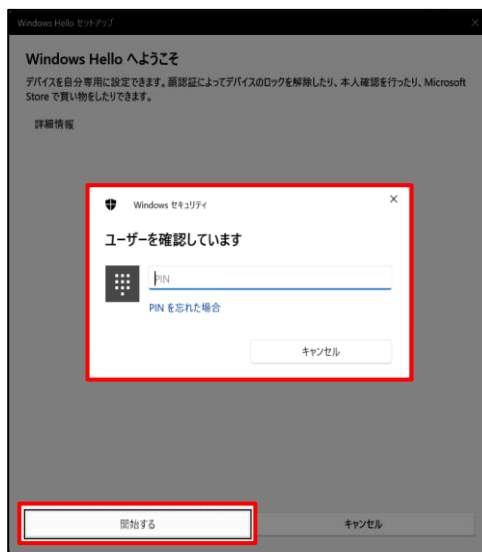 Windows Hello セットアップ
Windows Hello へようこそ
デバイスを自分専用に設定できます。顔認証によってデバイスのロックを解除したり、本人確認を行ったり、Microsoft
Store で買い物をしたりできます。
詳細情報
Windows セキュリティ
ユーザーを確認しています
PIN
PIN を忘れた場合
キャンセル
開始する
キャンセル